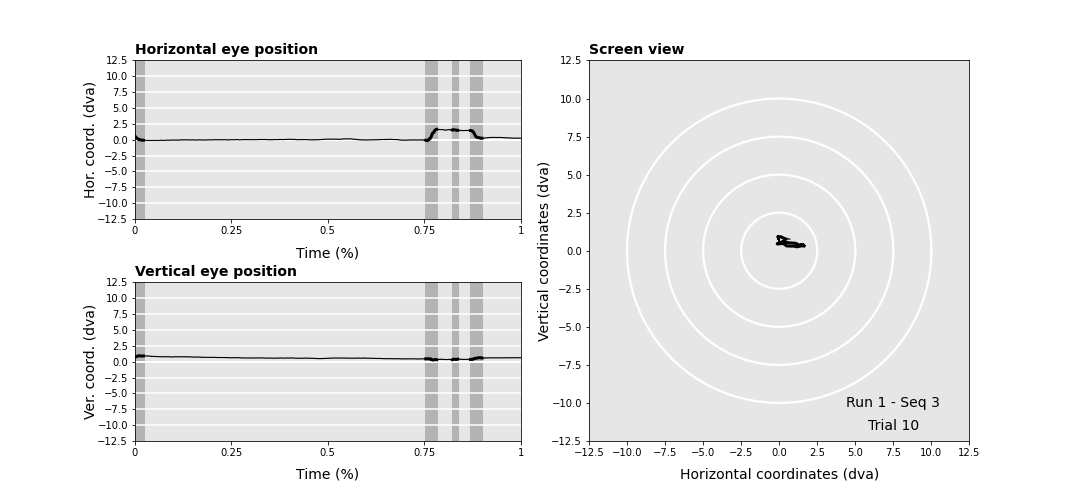 Horizontal eye position
Hor. coord. (dva)
12.5
10.0
7.5
5.0
2.5
0.0
−2.5
−5.0
−7.5
−10.0
−12.5
0 0.25 0.5 0.75 1
Time (%)
Vertical eye position
Ver. coord. (dva)
12.5
10.0
7.5
5.0
2.5
0.0
−2.5
−5.0
−7.5
−10.0
−12.5
0 0.25 0.5 0.75 1
Time (%)
Screen view
Vertical coordinates (dva)
12.5
10.0
7.5
5.0
2.5
0.0
−2.5
−5.0
−7.5
−10.0
−12.5
Run 1 - Seq 3
Trial 10
−12.5 −10.0 −7.5 −5.0 −2.5 0.0 2.5 5.0 7.5 10.0 12.5
Horizontal coordinates (dva)